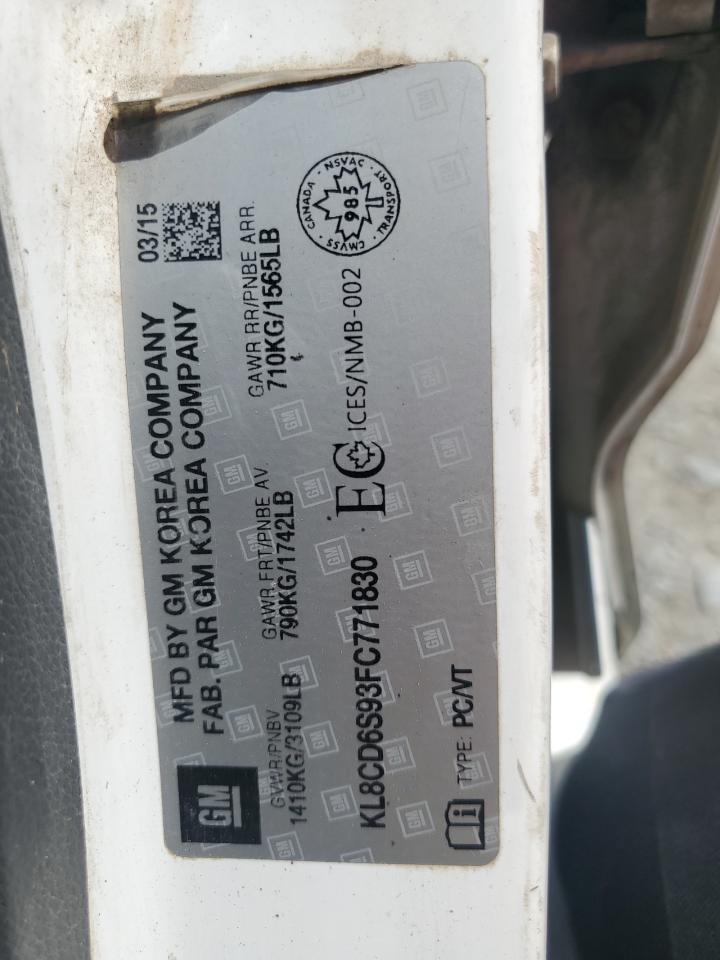 GM
MFD BY GM KOREA COMPANY 03/15
FAB. PAR GM KOREA COMPANY
GVWR/PNBV GAWR FRT/PNBE AV. GAWR RR/PNBE ARR.
1410KG/3109LB 790KG/1742LB 710KG/1565LB
KL8CD6S93FC771830 EC ICES/NMB-002
CANADA · NSVAC · TRANSPORT · CMVSS
985
i TYPE: PC/VT